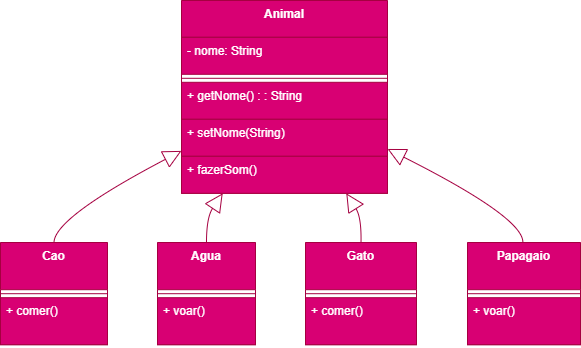 Animal
- nome: String
+ getNome() : : String
+ setNome(String)
+ fazerSom()
Cao
Agua
Gato
Papagaio
+ comer()
+ voar()
+ comer()
+ voar()